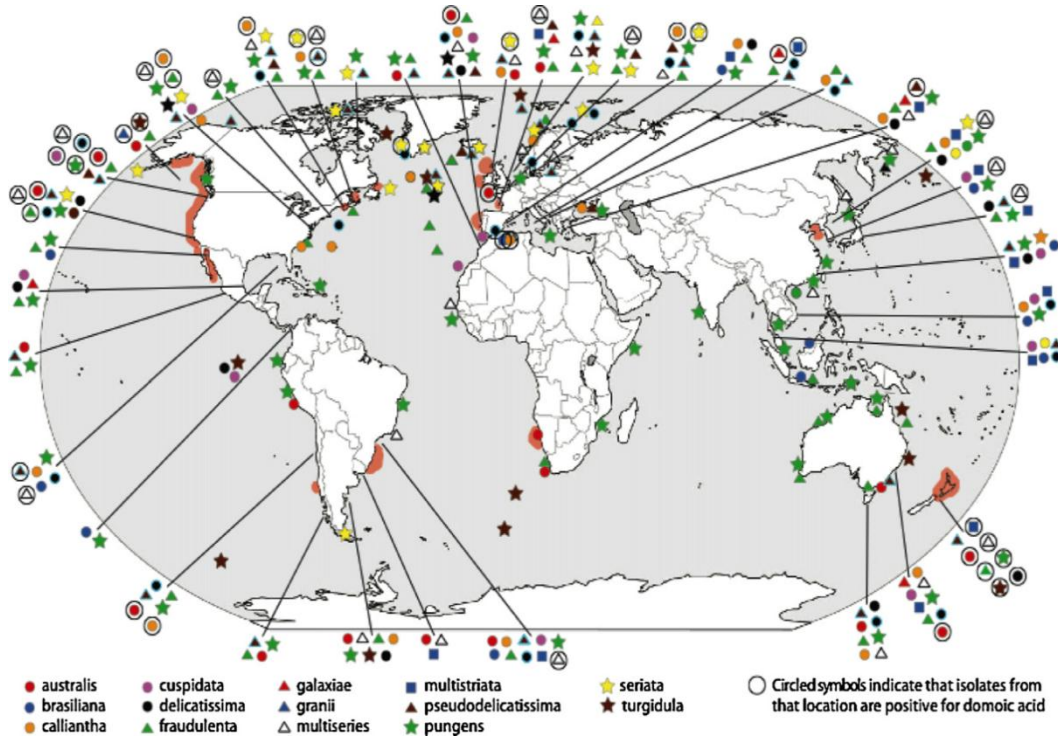 australis cuspidata galaxiae multistriata seriata Circled symbols indicate that isolates from
brasiliana delicatissima granii pseudodelicatissima turgidula that location are positive for domoic acid
calliantha fraudulenta multiseries pungens